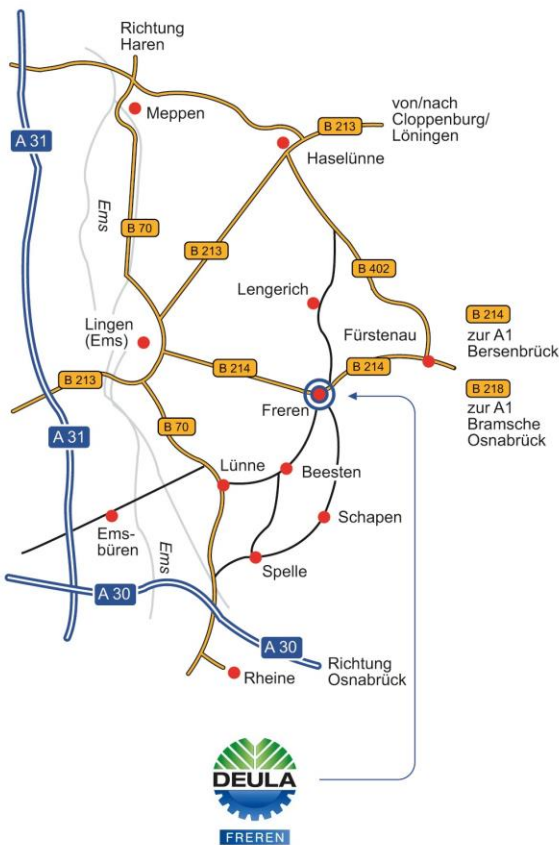 Richtung
Haren
Meppen
A 31
B 213
von/nach
Cloppenburg/
Löningen
Haselünne
Ems
B 70
B 213
B 402
Lengerich
Lingen
(Ems)
Fürstenau
B 214
zur A1
Bersenbrück
B 213
B 214
B 214
B 218
zur A1
Bramsche
Osnabrück
Freren
B 70
A 31
Lünne
Beesten
Ems-
büren
Schapen
Ems
Spelle
A 30
A 30
Rheine
Richtung
Osnabrück
DEULA
FREREN